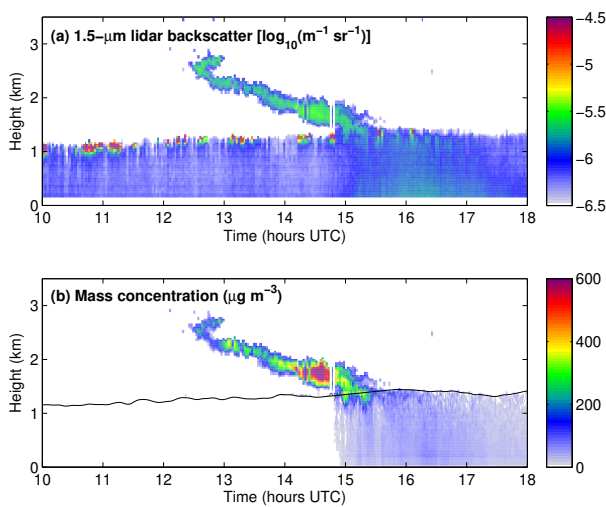 (a) 1.5−μm lidar backscatter [log10(m−1 sr−1)]
Height (km)
3
2
1
0
10 11 12 13 14 15 16 17 18
Time (hours UTC)
−4.5
−5
−5.5
−6
−6.5
(b) Mass concentration (μg m−3)
Height (km)
3
2
1
0
10 11 12 13 14 15 16 17 18
Time (hours UTC)
600
400
200
0